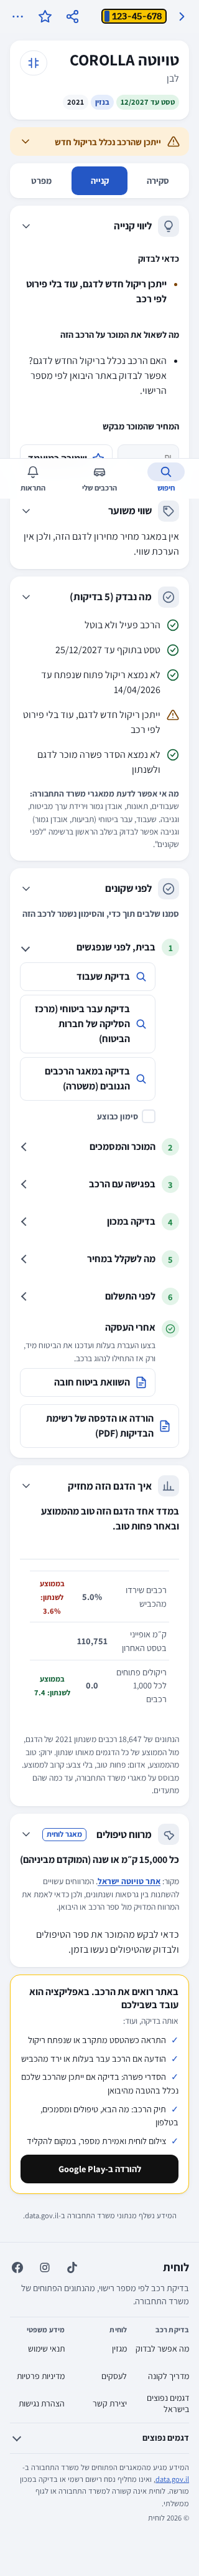 123-45-678
טויוטה COROLLA
לבן
טסט עד 12/2027
בנזין
2021
ייתכן שהרכב נכלל בריקול חדש
סקירה
קנייה
מפרט
ליווי קנייה
כדאי לבדוק
ייתכן ריקול חדש לדגם, עוד בלי פירוט
לפי רכב
מה לשאול את המוכר על הרכב הזה
האם הרכב נכלל בריקול החדש לדגם?
אפשר לבדוק באתר היבואן לפי מספר
הרישוי.
המחיר שהמוכר מבקש
חיפוש
הרכבים שלי
התראות
שווי משוער
אין במאגר מחיר מחירון לדגם הזה, ולכן אין
הערכת שווי.
מה נבדק (5 בדיקות)
הרכב פעיל ולא בוטל
טסט בתוקף עד 25/12/2027
לא נמצא ריקול פתוח שנפתח עד
14/04/2026
ייתכן ריקול חדש לדגם, עוד בלי פירוט
לפי רכב
לא נמצא הסדר פשרה מוכר לדגם
ולשנתון
מה אי אפשר לדעת ממאגרי משרד התחבורה:
שעבודים, תאונות, אובדן גמור וירידת ערך מביטוח,
וגניבה. שעבוד, עבר ביטוחי (תביעות, אובדן גמור)
ועבר אפשר לבדוק בשלב הראשון ברשימה "לפני
שקונים".
לפני שקונים
סמנו שלבים תוך כדי, והסימון נשמר לרכב הזה
1
בבית, לפני שנפגשים
בדיקת שעבוד
בדיקת עבר ביטוחי (מרכז
הסליקה של חברות
הביטוח)
בדיקה במאגר הרכבים
הגנובים (משטרה)
סימון כבוצע
2
המוכר והמסמכים
3
בפגישה עם הרכב
4
בדיקה במכון
5
מה לשקלל במחיר
6
לפני התשלום
אחרי העסקה
בצעו העברת בעלות ועדכנו את הביטוח מיד,
ורק אז התחילו לנהוג ברכב.
השוואת ביטוח חובה
הורדה או הדפסה של רשימת
הבדיקות (PDF)
איך הדגם הזה מחזיק
במדד אחד הדגם הזה טוב מהממוצע
ובאחר פחות טוב.
רכבים שירדו
מהכביש
5.0%
בממוצע
לשנתון:
3.6%
ק״מ אופייני
בטסט האחרון
110,751
ריקולים פתוחים
לכל 1,000
רכבים
0.0
בממוצע
לשנתון: 7.4
הנתונים של 18,647 רכבים משנתון 2021 של הדגם,
מול הממוצע של כל הדגמים מאותו שנתון. ירוק: טוב
מהממוצע, אדום: פחות טוב, בלי צבע: קרוב לממוצע.
מבוסס על מאגרי משרד התחבורה, עד כמה שהם
מתעדים.
מרווח טיפולים
מאגר לוחית
כל 15,000 ק״מ או שנה (המוקדם מביניהם)
מקור: אתר טויוטה ישראל. המרווחים עשויים
להשתנות בין גרסאות ושנתונים, ולכן כדאי לאמת את
המרווח המדויק מול ספר הרכב או היבואן.
כדאי לבקש מהמוכר את ספר הטיפולים
ולבדוק שהטיפולים נעשו בזמן.
באתר רואים את הרכב. באפליקציה הוא
עובד בשבילכם
אותה בדיקה, ועוד:
✓ התראה כשהטסט מתקרב או שנפתח ריקול
✓ הודעה אם הרכב עבר בעלות או ירד מהכביש
✓ הסדרי פשרה: בדיקה אם ייתכן שהרכב שלכם
נכלל בהטבה מהיבואן
✓ תיק הרכב: מה הבא, טיפולים ומסמכים,
בטלפון
✓ צילום לוחית ואמירת מספר, במקום להקליד
להורדה ב-Google Play
המידע נשלף מנתוני משרד התחבורה ב-data.gov.il.
לוחית
בדיקת רכב לפי מספר רישוי, מהנתונים הפתוחים של
משרד התחבורה.
בדיקת רכב
לוחית
מידע משפטי
מה אפשר לבדוק
מגזין
תנאי שימוש
מדריך לקונה
לעסקים
מדיניות פרטיות
דגמים נפוצים
בישראל
יצירת קשר
הצהרת נגישות
דגמים נפוצים
המידע מגיע מהמאגרים הפתוחים של משרד התחבורה ב-
data.gov.il, ואינו מחליף נסח רישום רשמי או בדיקה במכון
מורשה. לוחית אינה קשורה למשרד התחבורה או לגוף
ממשלתי.
© 2026 לוחית